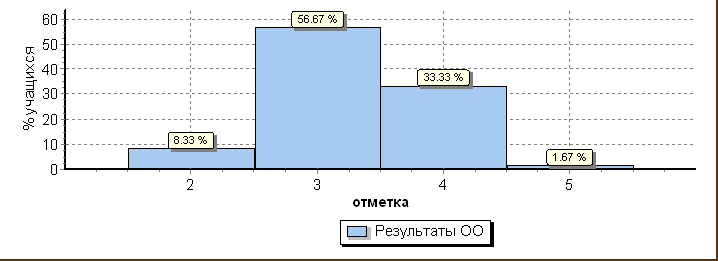 % учащихся
60
50
40
30
20
10
0
8.33 %
56.67 %
33.33 %
1.67 %
2 3 4 5
отметка
Результаты ОО